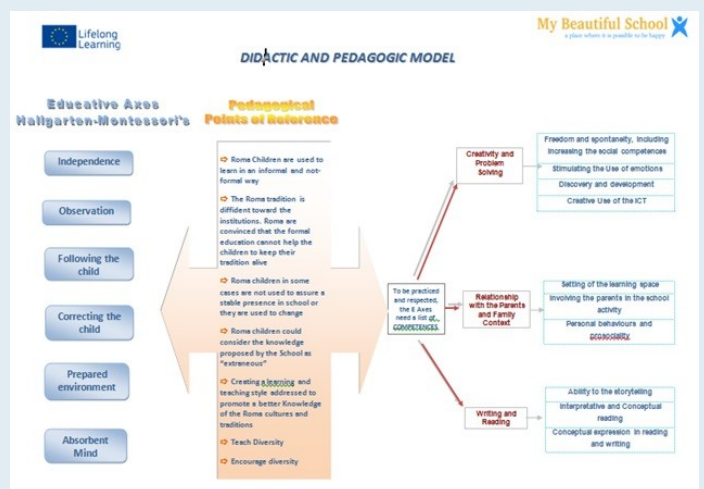 Lifelong
Learning
My Beautiful School
a place where it is possible to be happy
DIDACTIC AND PEDAGOGIC MODEL
Educative Axes
Hallgarten-Montessori's
Independence
Observation
Following the
child
Correcting the
child
Prepared
environment
Absorbent
Mind
Pedagogical
Points of Reference
Roma Children are used to
learn in an informal and not-
formal way
The Roma tradition is
diffident toward the
institutions. Roma are
convinced that the formal
education cannot help the
children to keep their
tradition alive
Roma children in some
cases are not used to assure a
stable presence in school or
they are used to change
Roma children could
consider the knowledge
proposed by the School as
"extraneous"
Creating a learning and
teaching style addressed to
promote a better Knowledge
of the Roma cultures and
traditions
Teach Diversity
Encourage diversity
To be practiced
and respected,
the E Axes
need a list of
COMPETENCES
Creativity and
Problem
Solving
Freedom and spontaneity, including
increasing the social competences
Stimulating the Use of emotions
Discovery and development
Creative Use of the ICT
Relationship
with the Parents
and Family
Context
Setting of the learning space
Involving the parents in the school
activity
Personal behaviours and
prosociality
Writing and
Reading
Ability to the storytelling
Interpretative and Conceptual
reading
Conceptual expression in reading
and writing